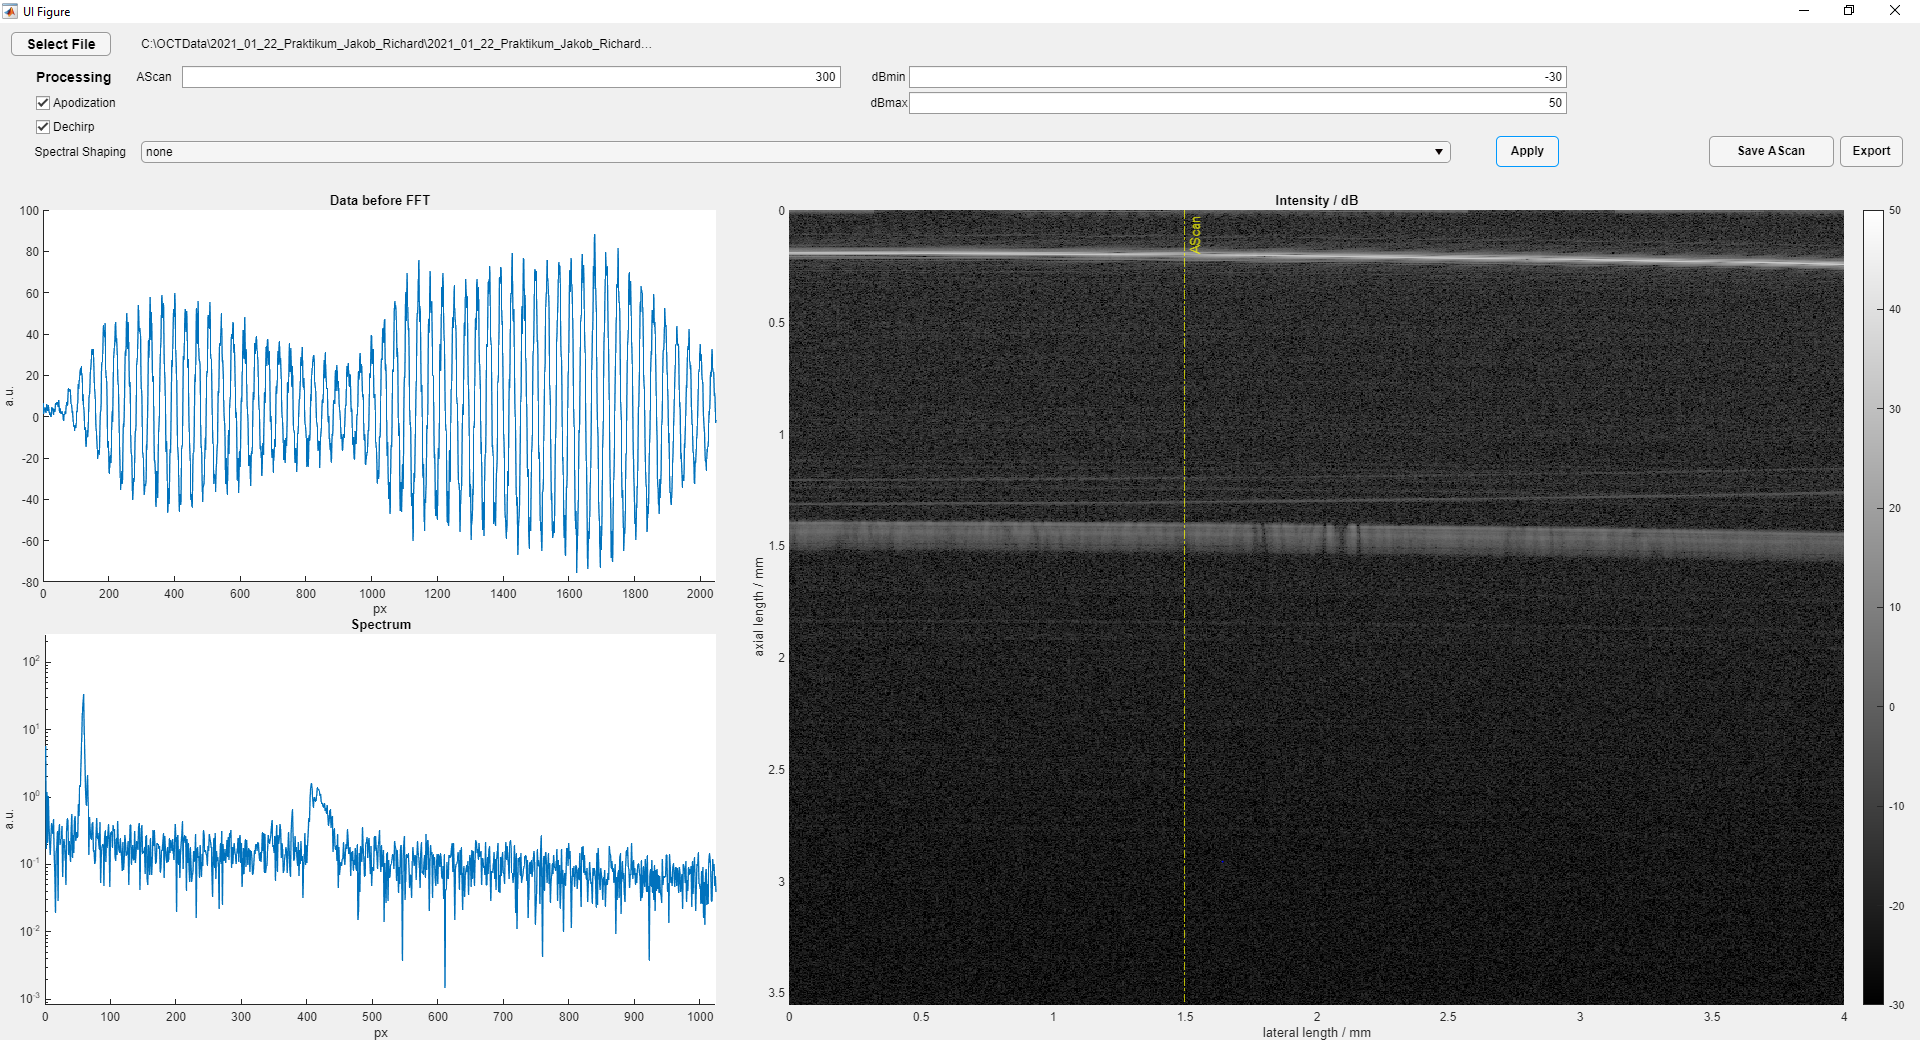 UI Figure
Select File
C:\OCTData\2021_01_22_Praktikum_Jakob_Richard\2021_01_22_Praktikum_Jakob_Richard...
Processing AScan 300 dBmin -30
Apodization dBmax 50
Dechirp
Spectral Shaping none Apply Save AScan Export
Data before FFT
100
80
60
40
20
0
-20
-40
-60
-80
a.u.
0 200 400 600 800 1000 1200 1400 1600 1800 2000
px
Spectrum
10^2
10^1
10^0
10^-1
10^-2
10^-3
a.u.
0 100 200 300 400 500 600 700 800 900 1000
px
Intensity / dB
AScan
0
0.5
1
1.5
2
2.5
3
3.5
axial length / mm
0 0.5 1 1.5 2 2.5 3 3.5 4
lateral length / mm
50
40
30
20
10
0
-10
-20
-30